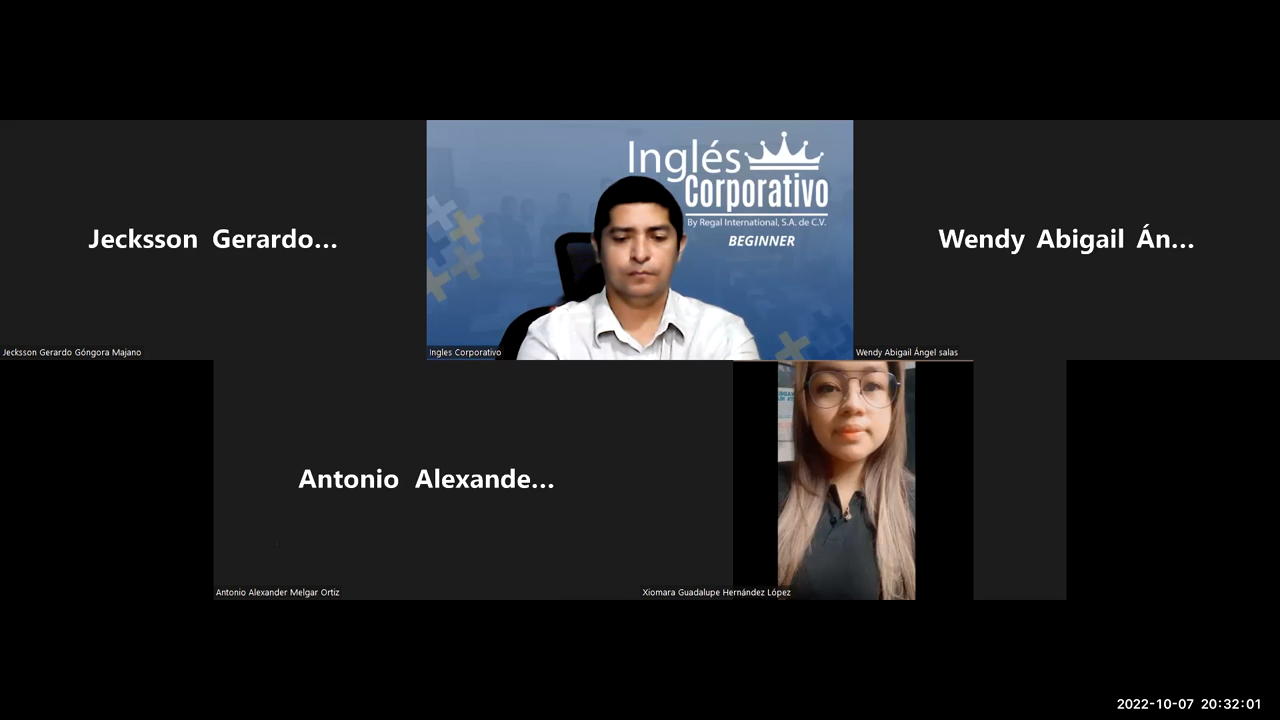 Jecksson Gerardo...
Jecksson Gerardo Góngora Majano
Inglés
Corporativo
By Regal International, S.A. de C.V.
BEGINNER
Ingles Corporativo
Wendy Abigail Án...
Wendy Abigail Ángel salas
Antonio Alexande...
Antonio Alexander Melgar Ortiz
Xiomara Guadalupe Hernández López
2022-10-07 20:32:01